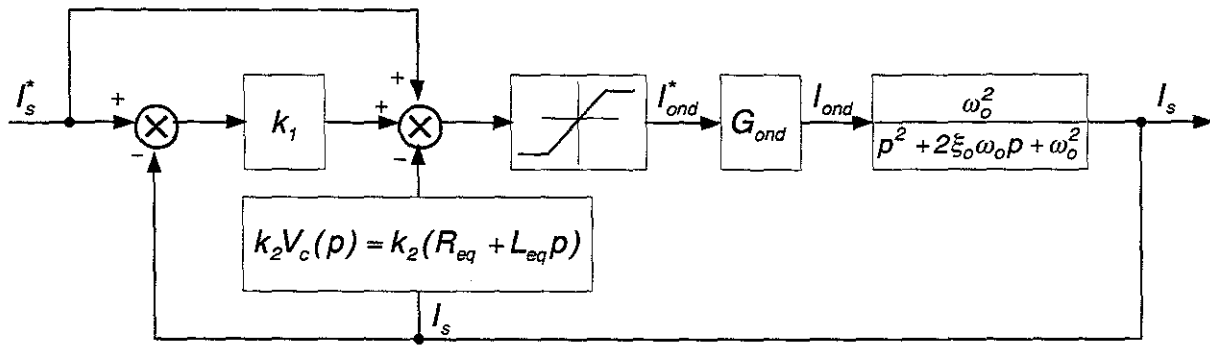 +
I*s
+
-
k1
+
+
-
I*ond
Gond
Iond
ωo²
p² + 2ξoωop + ωo²
Is
k2Vc(p) = k2(Req + Leqp)
Is